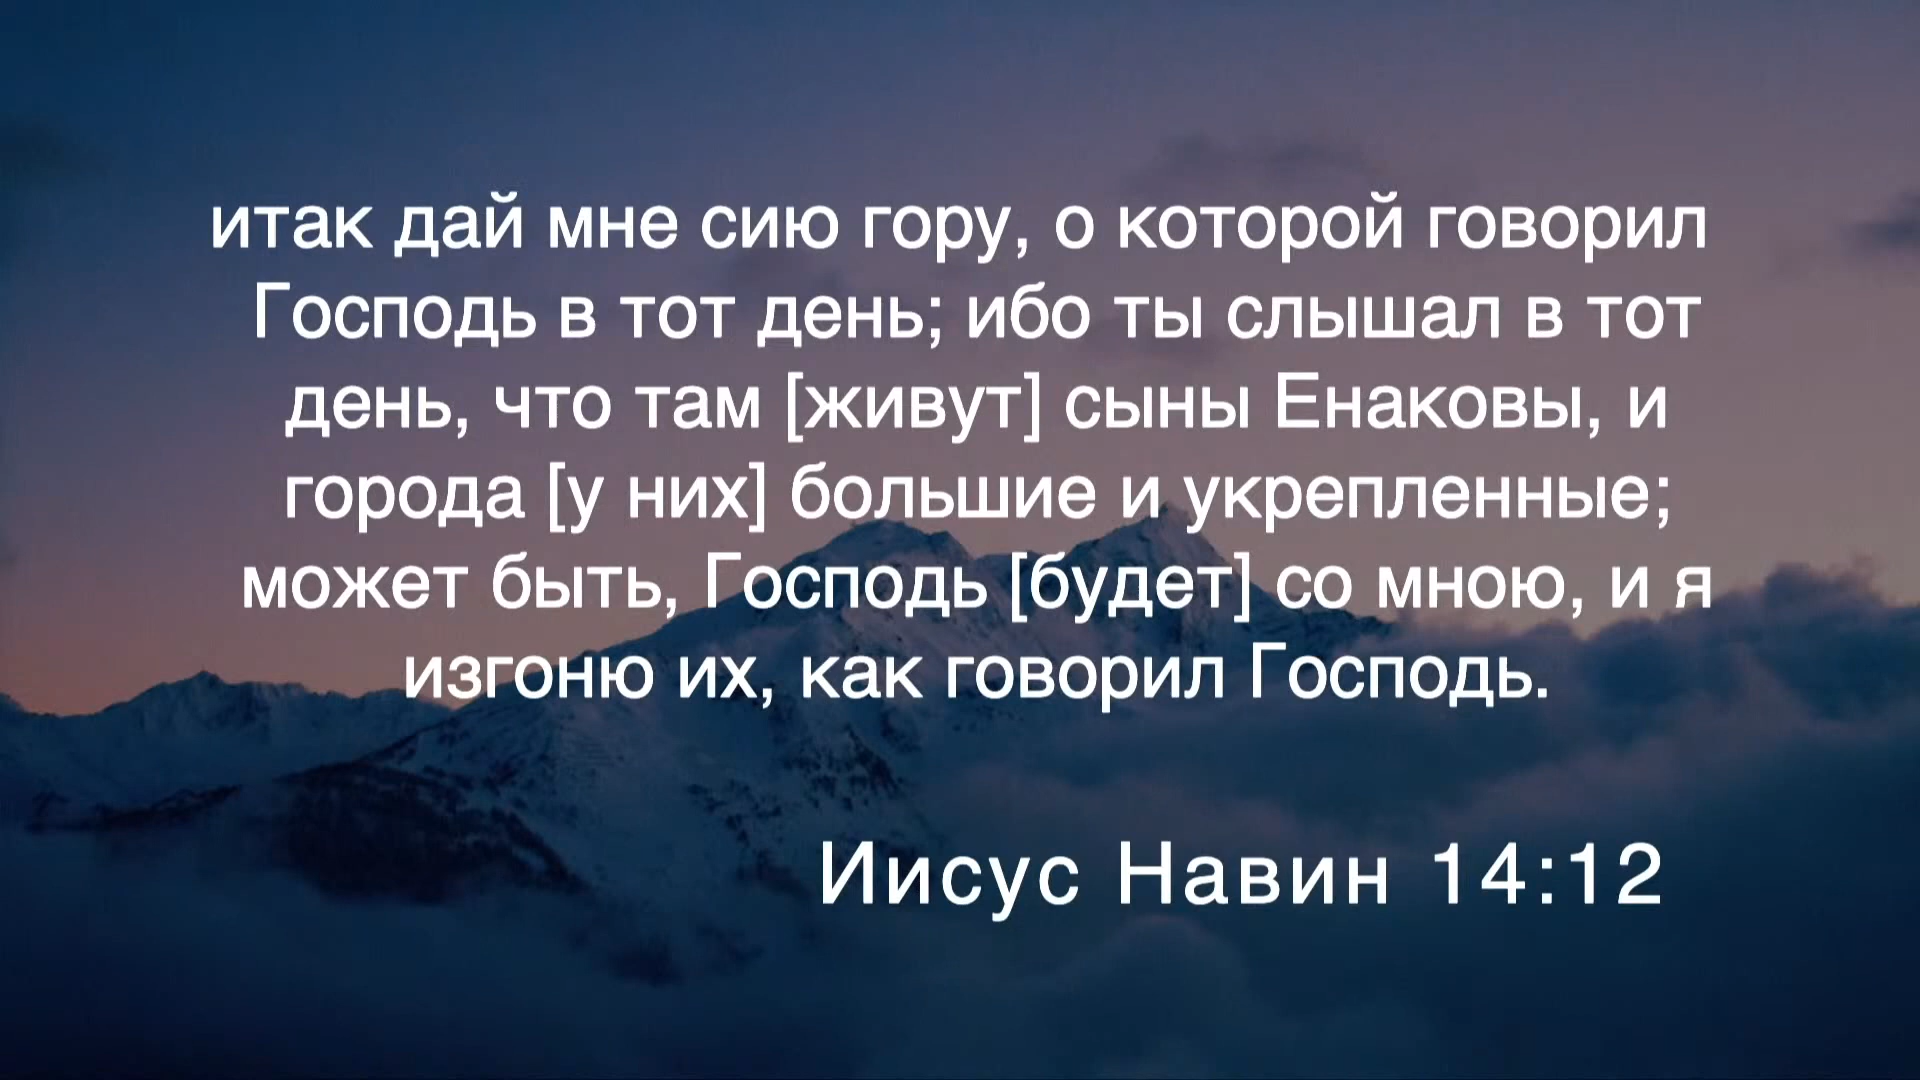 итак дай мне сию гору, о которой говорил
Господь в тот день; ибо ты слышал в тот
день, что там [живут] сыны Енаковы, и
города [у них] большие и укрепленные;
может быть, Господь [будет] со мною, и я
изгоню их, как говорил Господь.
Иисус Навин 14:12